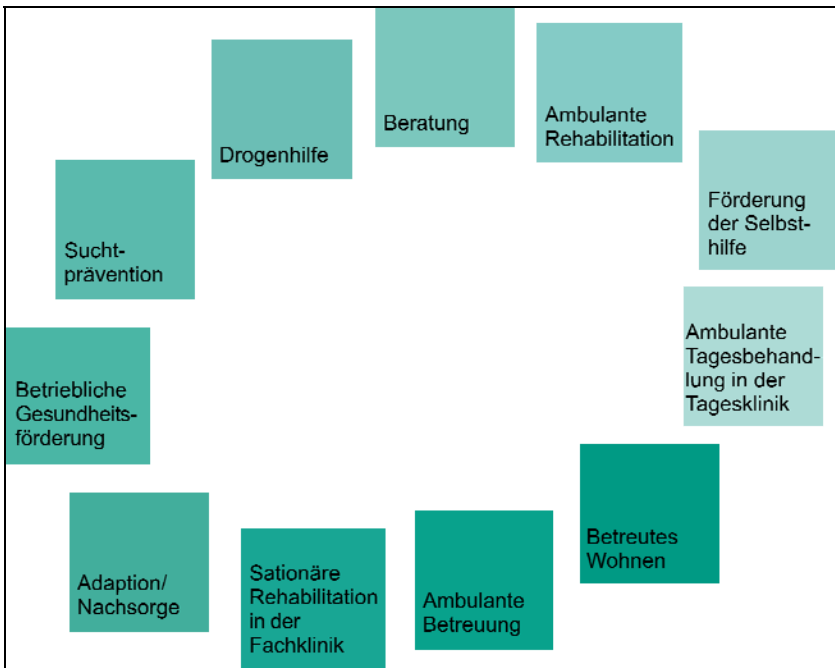 Beratung
Ambulante
Rehabilitation
Förderung
der Selbst-
hilfe
Ambulante
Tagesbehand-
lung in der
Tagesklinik
Betreutes
Wohnen
Ambulante
Betreuung
Sationäre
Rehabilitation
in der
Fachklinik
Adaption/
Nachsorge
Betriebliche
Gesundheits-
förderung
Sucht-
prävention
Drogenhilfe